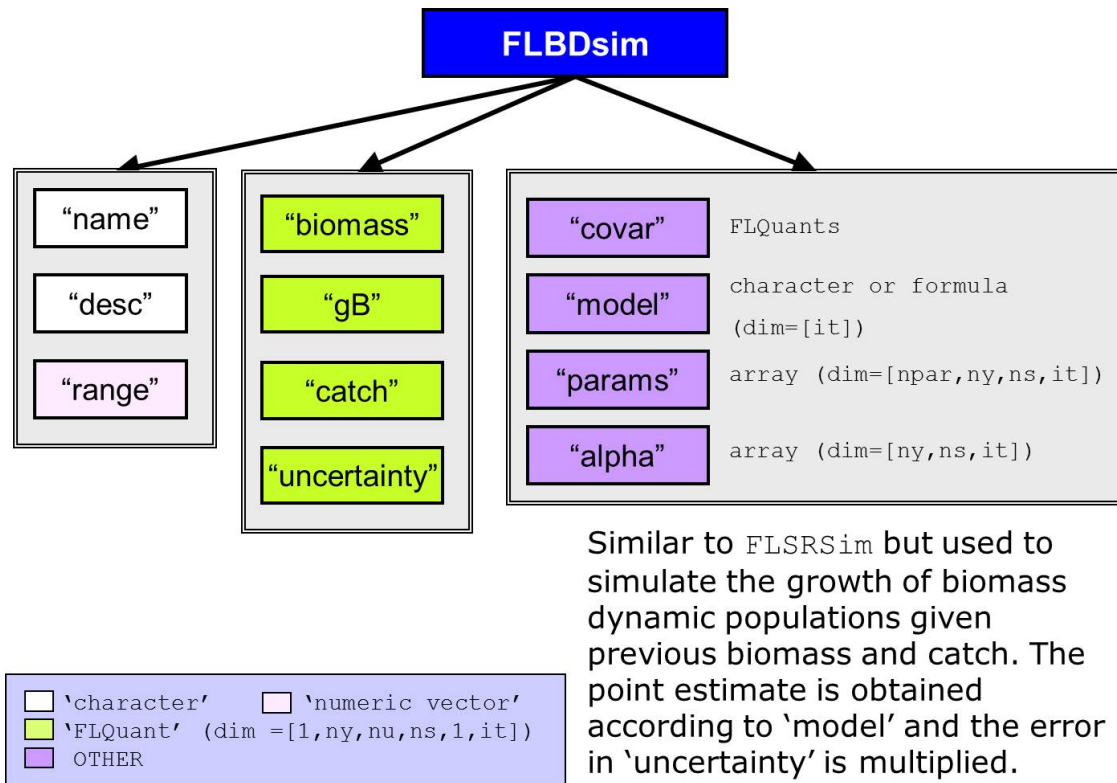 FLBDsim
“name”
“desc”
“range”
“biomass”
“gB”
“catch”
“uncertainty”
“covar” FLQuants
“model” character or formula
(dim=[it])
“params” array (dim=[npar,ny,ns,it])
“alpha” array (dim=[ny,ns,it])
Similar to FLSRSim but used to
simulate the growth of biomass
dynamic populations given
previous biomass and catch. The
point estimate is obtained
according to ‘model’ and the error
in ‘uncertainty’ is multiplied.
‘character’ ‘numeric vector’
‘FLQuant’ (dim =[1,ny,nu,ns,1,it])
OTHER